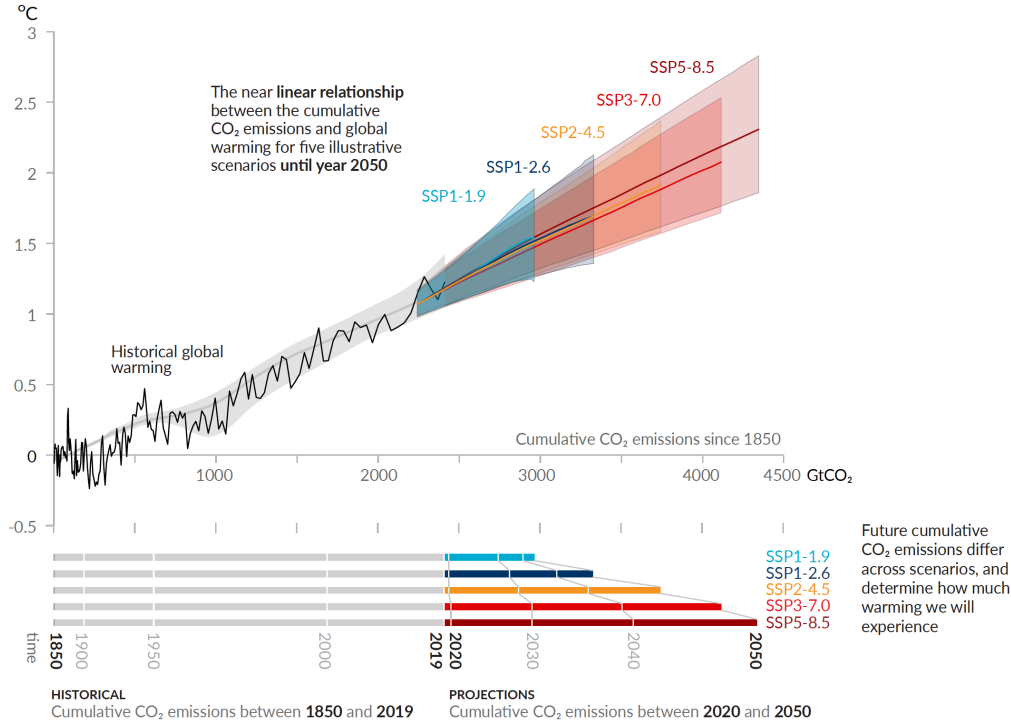 °C
3
2.5
2
1.5
1
0.5
0
-0.5
The near linear relationship
between the cumulative
CO₂ emissions and global
warming for five illustrative
scenarios until year 2050
SSP5-8.5
SSP3-7.0
SSP2-4.5
SSP1-2.6
SSP1-1.9
Historical global
warming
Cumulative CO₂ emissions since 1850
1000
2000
3000
4000
4500
GtCO₂
Future cumulative
CO₂ emissions differ
across scenarios, and
determine how much
warming we will
experience
SSP1-1.9
SSP1-2.6
SSP2-4.5
SSP3-7.0
SSP5-8.5
time
1850
1900
1950
2000
2019
2020
2030
2040
2050
HISTORICAL
Cumulative CO₂ emissions between 1850 and 2019
PROJECTIONS
Cumulative CO₂ emissions between 2020 and 2050